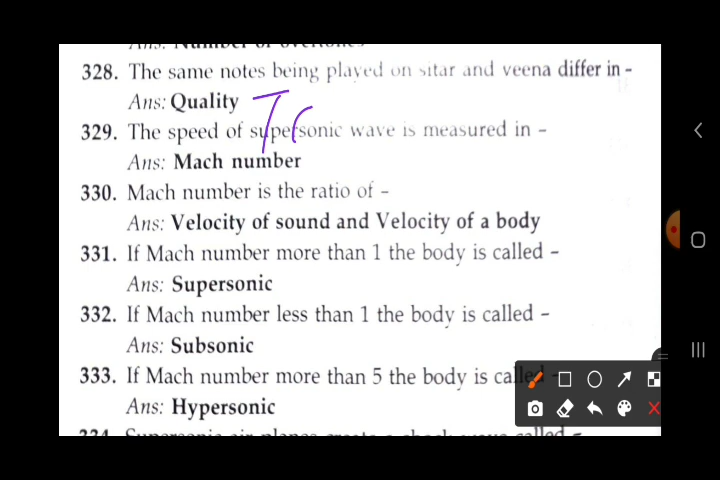 328. The same notes being played on sitar and veena differ in -
Ans: Quality
329. The speed of supersonic wave is measured in -
Ans: Mach number
330. Mach number is the ratio of -
Ans: Velocity of sound and Velocity of a body
331. If Mach number more than 1 the body is called -
Ans: Supersonic
332. If Mach number less than 1 the body is called -
Ans: Subsonic
333. If Mach number more than 5 the body is called -
Ans: Hypersonic